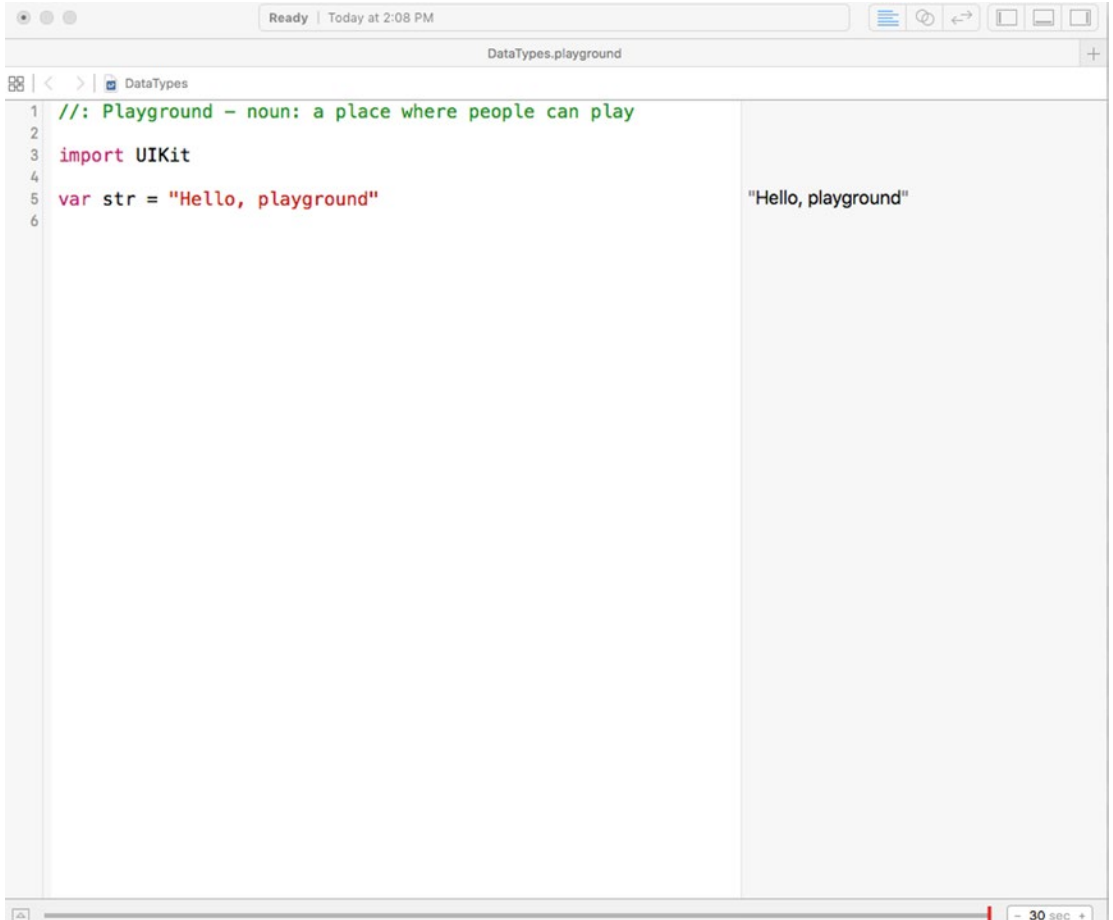 Ready | Today at 2:08 PM
DataTypes.playground
DataTypes
1 //: Playground – noun: a place where people can play
2
3 import UIKit
4
5 var str = "Hello, playground" "Hello, playground"
6
- 30 sec +